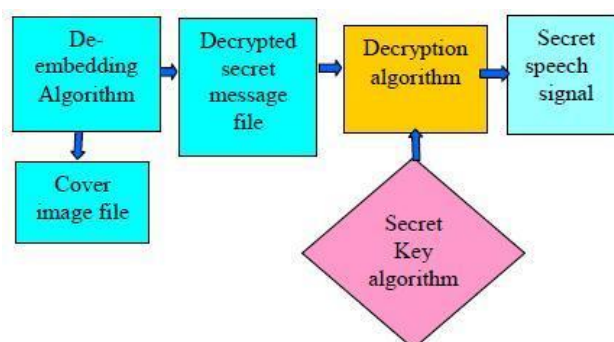 De-
embedding
Algorithm
Decrypted
secret
message
file
Decryption
algorithm
Secret
speech
signal
Cover
image file
Secret
Key
algorithm